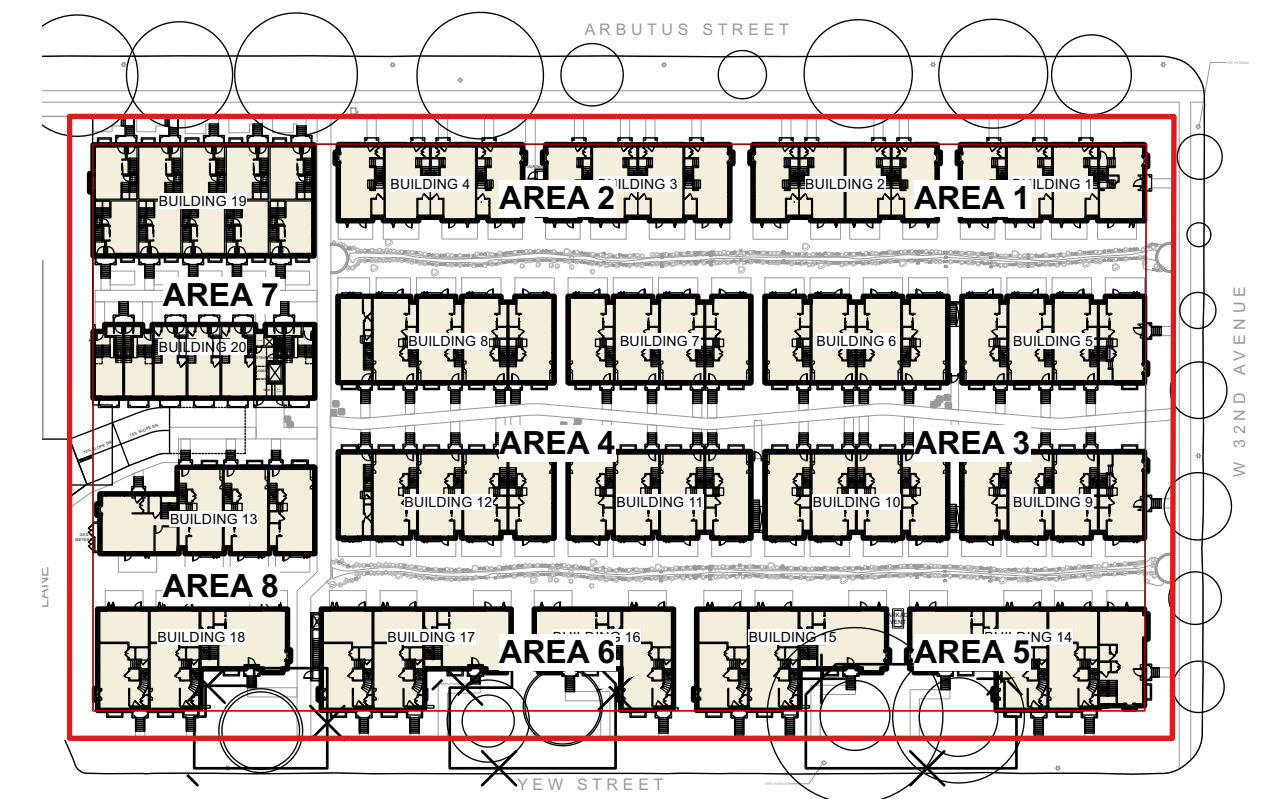 ARBUTUS STREET
BUILDING 4
BUILDING 3
BUILDING 2
BUILDING 1
AREA 2
AREA 1
BUILDING 19
AREA 7
W 32ND AVENUE
BUILDING 20
BUILDING 8
BUILDING 7
BUILDING 6
BUILDING 5
AREA 4
AREA 3
BUILDING 12
BUILDING 11
BUILDING 10
BUILDING 9
BUILDING 13
GAS
LANE
AREA 8
BUILDING 18
BUILDING 17
BUILDING 16
BUILDING 15
BUILDING 14
AREA 6
AREA 5
YEW STREET